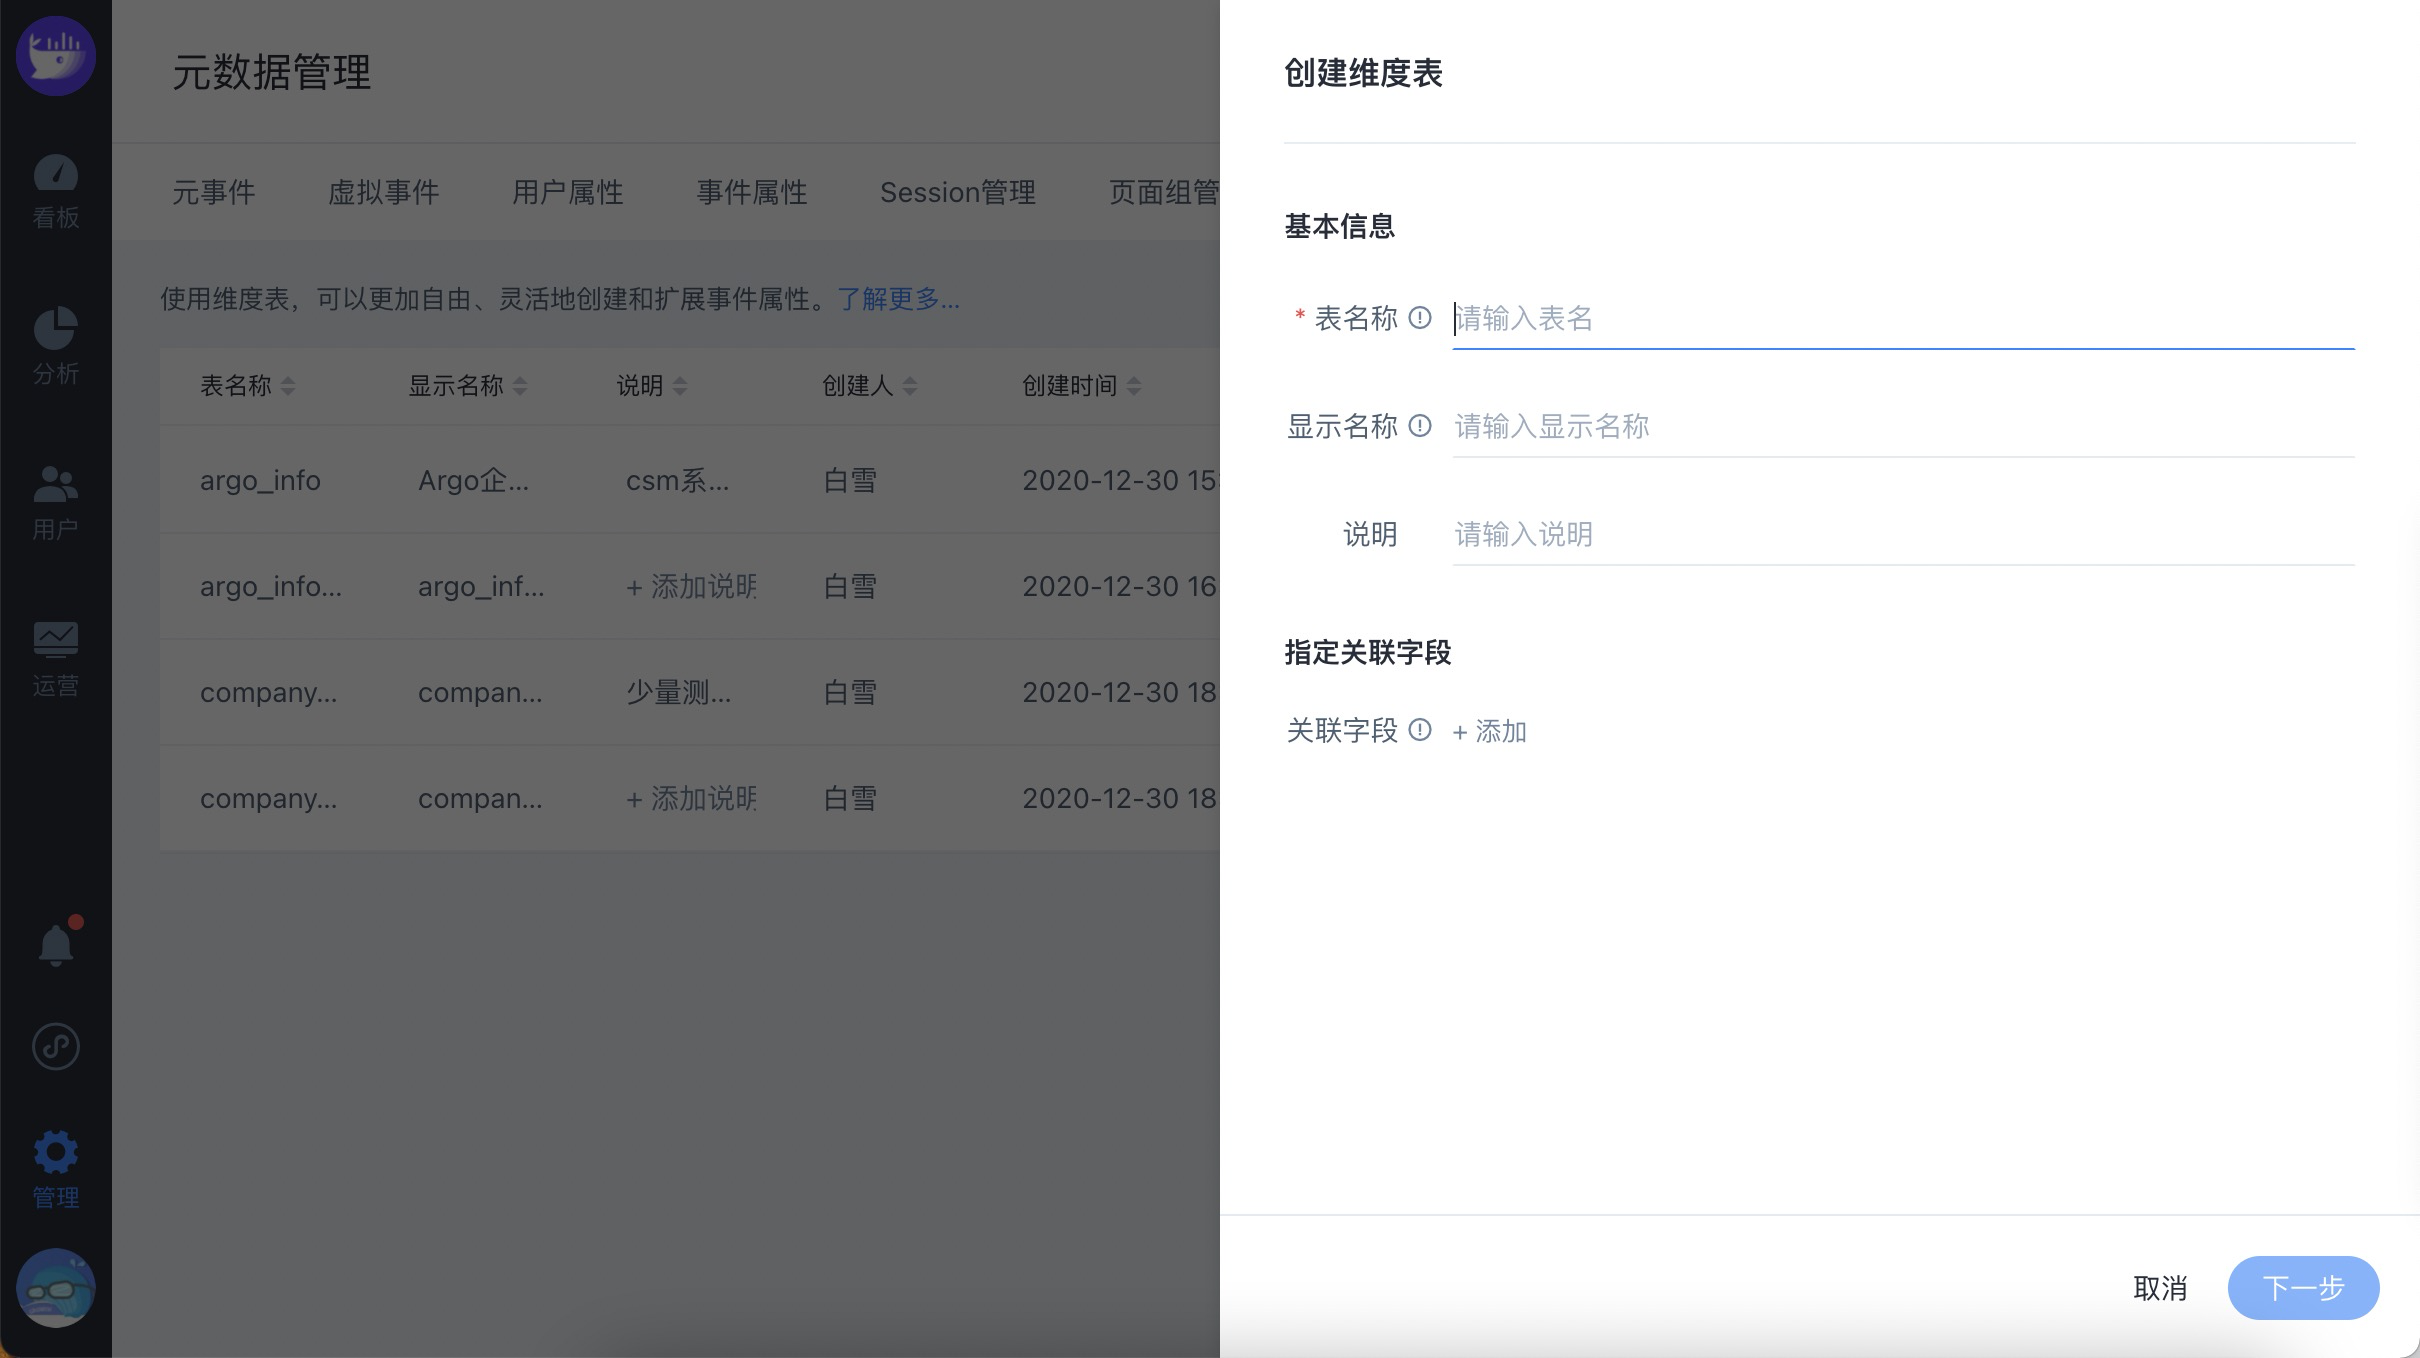 元数据管理
元事件 虚拟事件 用户属性 事件属性 Session管理 页面组管
使用维度表，可以更加自由、灵活地创建和扩展事件属性。了解更多...
表名称 显示名称 说明 创建人 创建时间
argo_info Argo企... csm系... 白雪 2020-12-30 15:
argo_info... argo_inf... + 添加说明 白雪 2020-12-30 16
company... compan... 少量测... 白雪 2020-12-30 18
company... compan... + 添加说明 白雪 2020-12-30 18
看板
分析
用户
运营
管理
创建维度表
基本信息
* 表名称 请输入表名
显示名称 请输入显示名称
说明 请输入说明
指定关联字段
关联字段 + 添加
取消 下一步